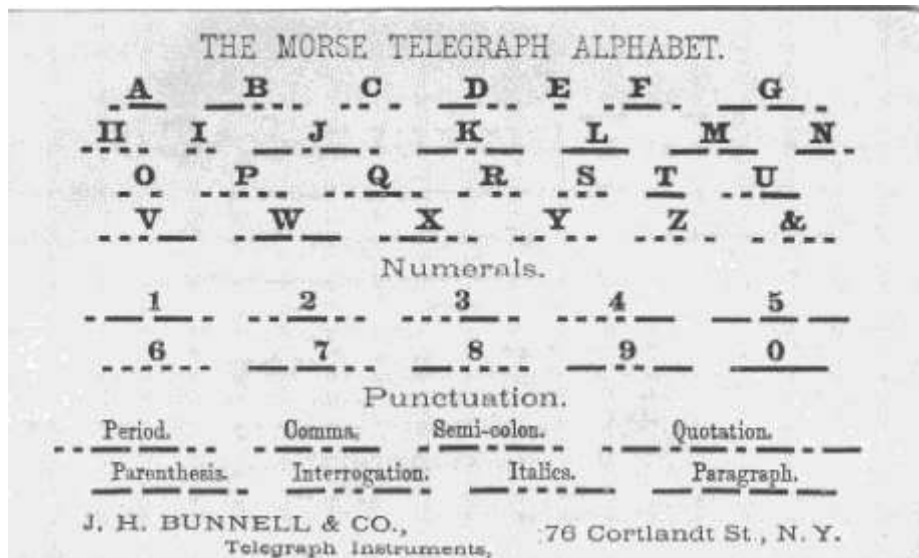 THE MORSE TELEGRAPH ALPHABET.
A B C D E F G
H I J K L M N
O P Q R S T U
V W X Y Z &
Numerals.
1 2 3 4 5
6 7 8 9 0
Punctuation.
Period. Comma. Semi-colon. Quotation.
Parenthesis. Interrogation. Italics. Paragraph.
J. H. BUNNELL & CO., 76 Cortlandt St., N. Y.
Telegraph Instruments,